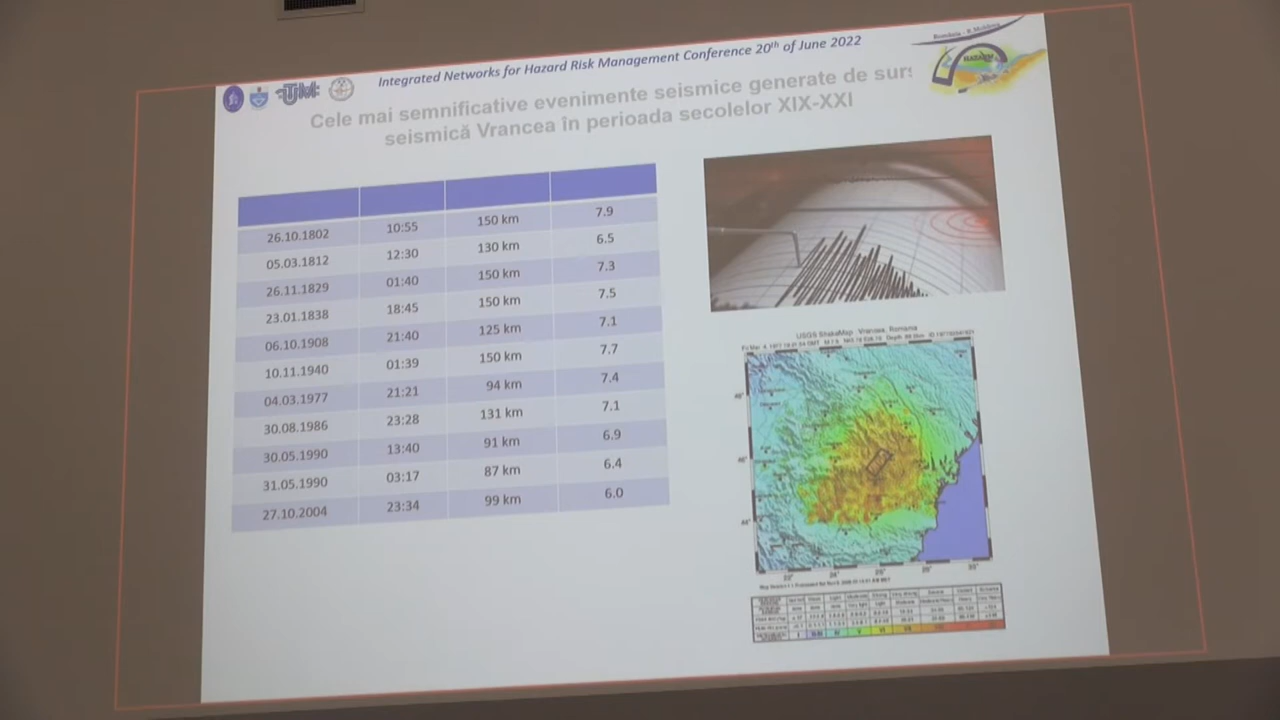 Integrated Networks for Hazard Risk Management Conference 20th of June 2022
România - R.Moldova
HAZARM
UTM
Cele mai semnificative evenimente seismice generate de surs
seismică Vrancea în perioada secolelor XIX-XXI
26.10.1802 10:55 150 km 7.9
05.03.1812 12:30 130 km 6.5
26.11.1829 01:40 150 km 7.3
23.01.1838 18:45 150 km 7.5
06.10.1908 21:40 125 km 7.1
10.11.1940 01:39 150 km 7.7
04.03.1977 21:21 94 km 7.4
30.08.1986 23:28 131 km 7.1
30.05.1990 13:40 91 km 6.9
31.05.1990 03:17 87 km 6.4
27.10.2004 23:34 99 km 6.0
USGS ShakeMap : Vrancea, Romania